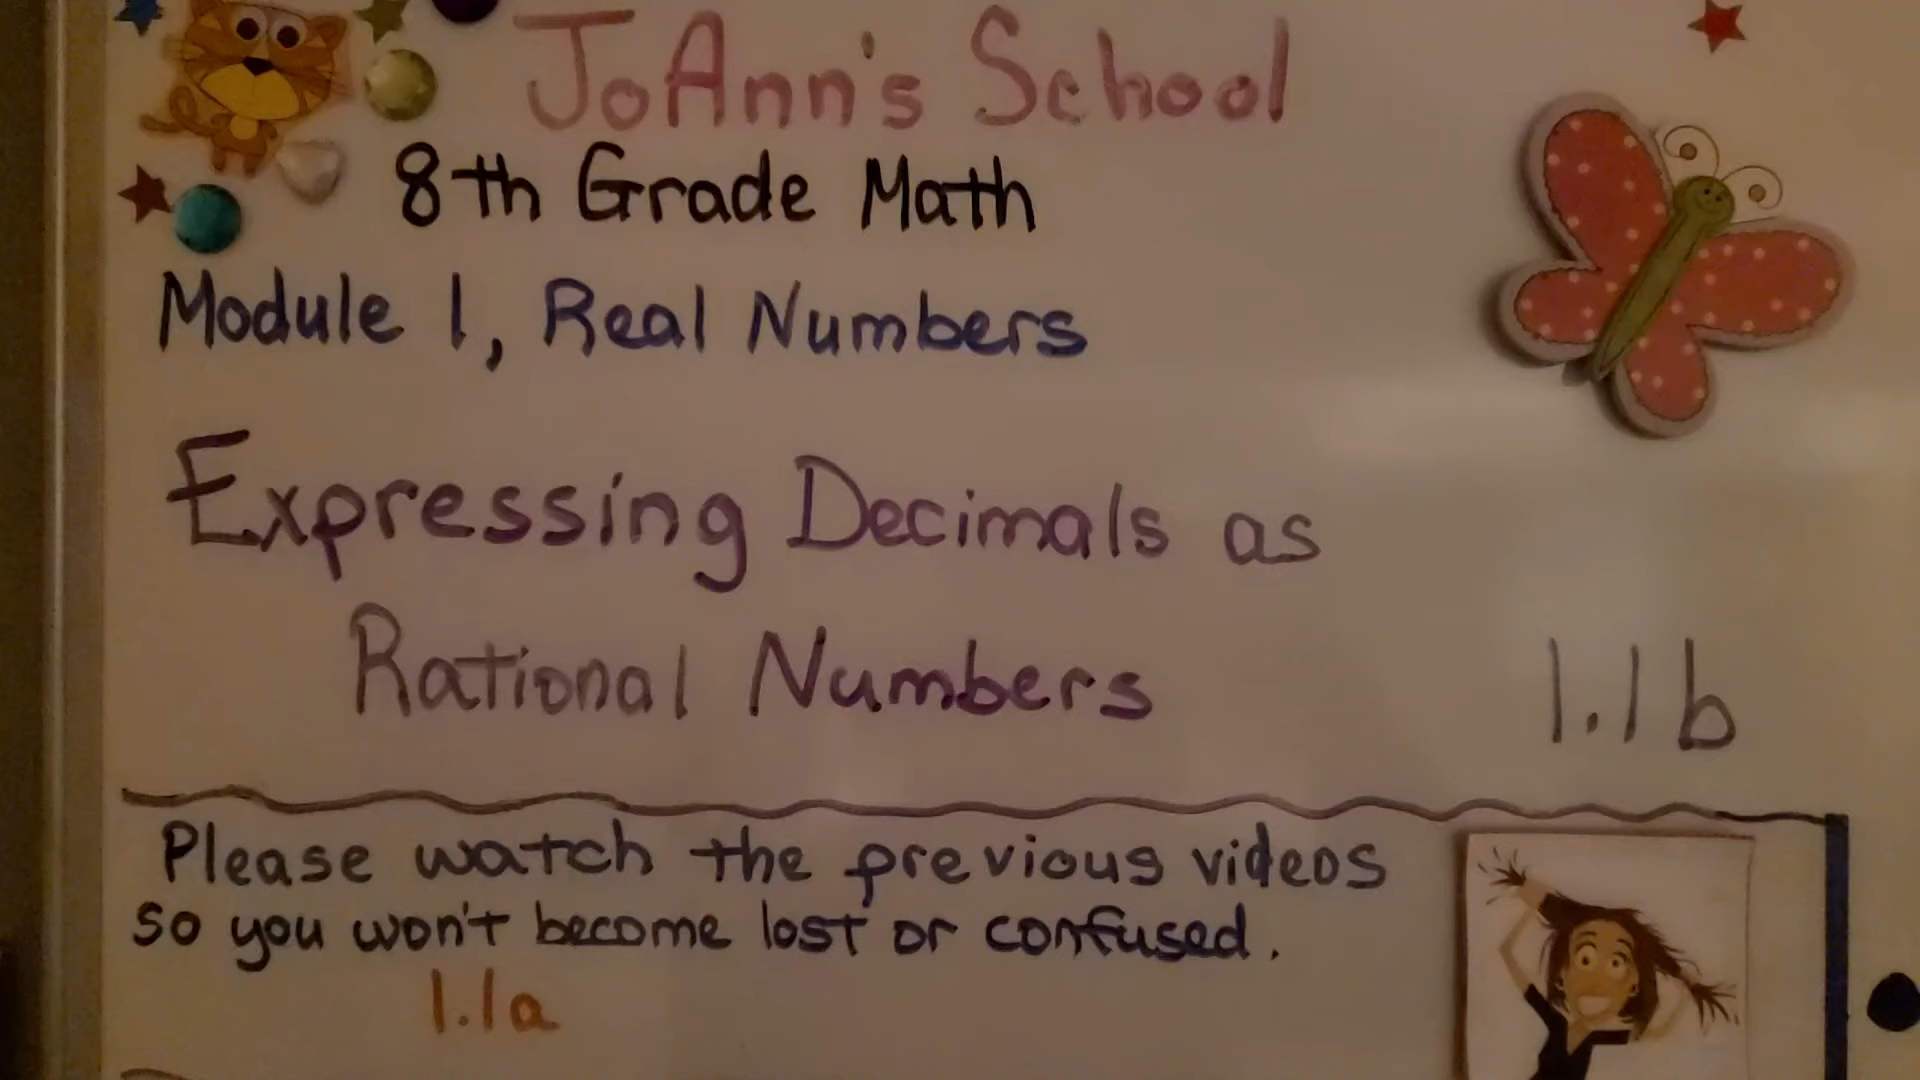 JoAnn's School
8th Grade Math
Module 1, Real Numbers
Expressing Decimals as
Rational Numbers
1.1b
Please watch the previous videos
so you won't become lost or confused.
1.1a